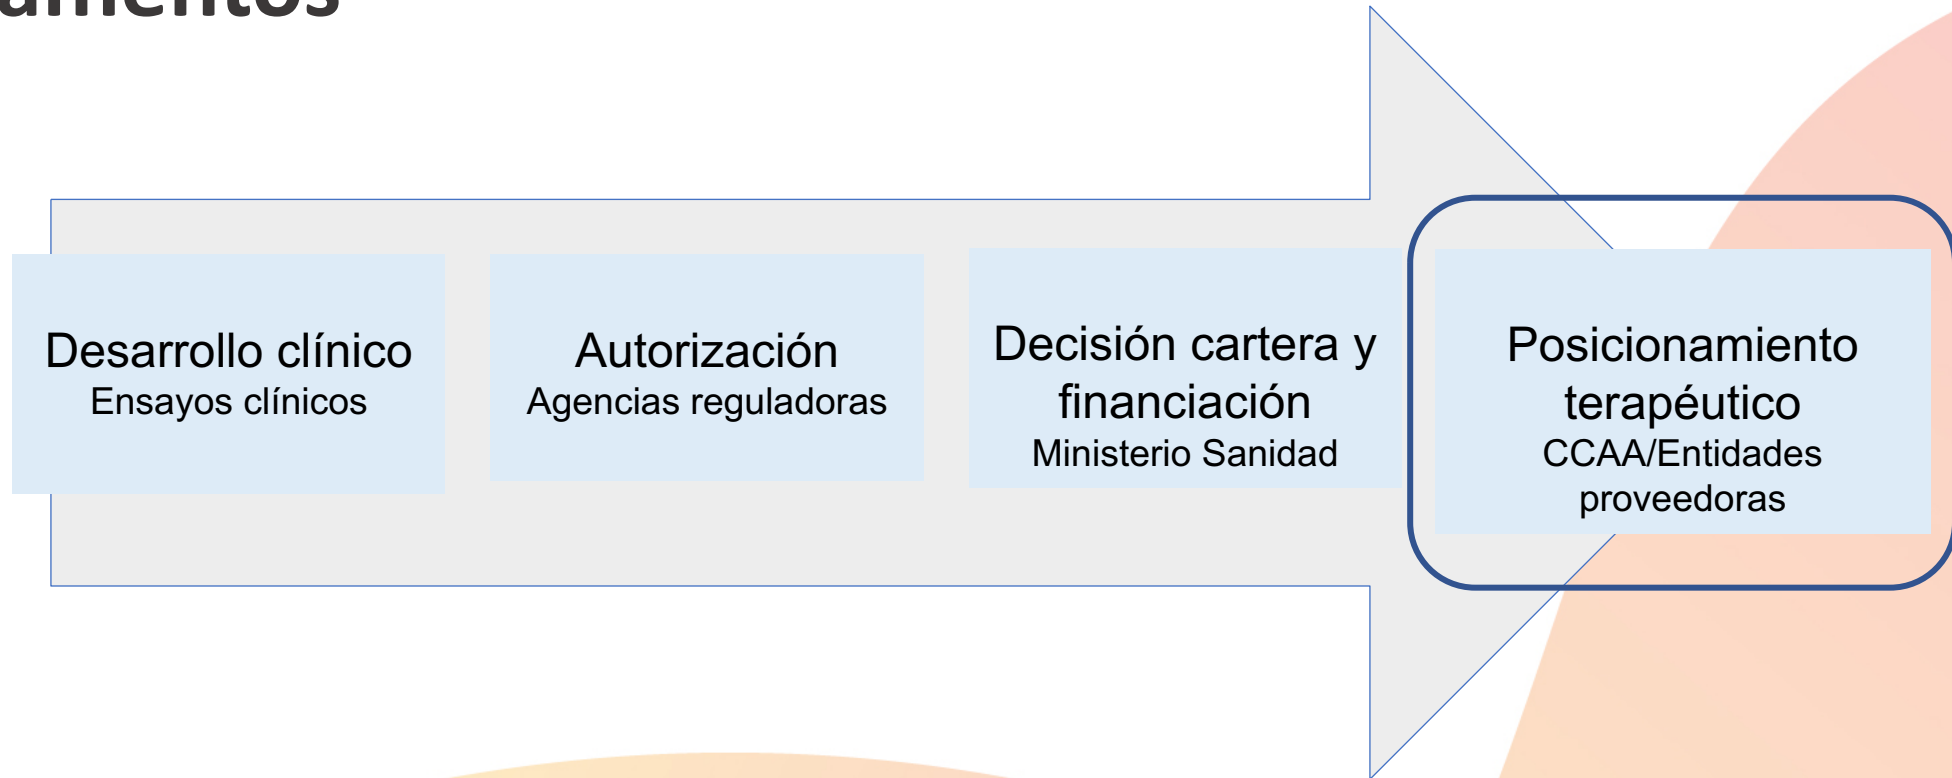 Desarrollo clínico
Ensayos clínicos
Autorización
Agencias reguladoras
Decisión cartera y
financiación
Ministerio Sanidad
Posicionamiento
terapéutico
CCAA/Entidades
proveedoras